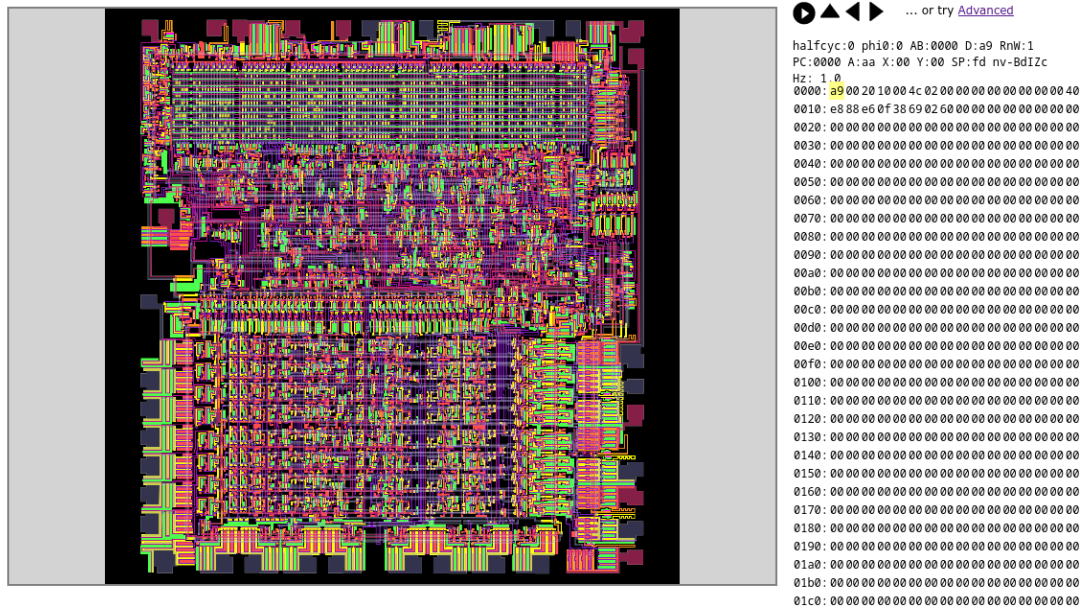 ... or try Advanced
halfcyc:0 phi0:0 AB:0000 D:a9 RnW:1
PC:0000 A:aa X:00 Y:00 SP:fd nv-BdIZc
Hz: 1.0
0000: a9 00 20 10 00 4c 02 00 00 00 00 00 00 00 00 40
0010: e8 88 e6 0f 38 69 02 60 00 00 00 00 00 00 00 00
0020: 00 00 00 00 00 00 00 00 00 00 00 00 00 00 00 00
0030: 00 00 00 00 00 00 00 00 00 00 00 00 00 00 00 00
0040: 00 00 00 00 00 00 00 00 00 00 00 00 00 00 00 00
0050: 00 00 00 00 00 00 00 00 00 00 00 00 00 00 00 00
0060: 00 00 00 00 00 00 00 00 00 00 00 00 00 00 00 00
0070: 00 00 00 00 00 00 00 00 00 00 00 00 00 00 00 00
0080: 00 00 00 00 00 00 00 00 00 00 00 00 00 00 00 00
0090: 00 00 00 00 00 00 00 00 00 00 00 00 00 00 00 00
00a0: 00 00 00 00 00 00 00 00 00 00 00 00 00 00 00 00
00b0: 00 00 00 00 00 00 00 00 00 00 00 00 00 00 00 00
00c0: 00 00 00 00 00 00 00 00 00 00 00 00 00 00 00 00
00d0: 00 00 00 00 00 00 00 00 00 00 00 00 00 00 00 00
00e0: 00 00 00 00 00 00 00 00 00 00 00 00 00 00 00 00
00f0: 00 00 00 00 00 00 00 00 00 00 00 00 00 00 00 00
0100: 00 00 00 00 00 00 00 00 00 00 00 00 00 00 00 00
0110: 00 00 00 00 00 00 00 00 00 00 00 00 00 00 00 00
0120: 00 00 00 00 00 00 00 00 00 00 00 00 00 00 00 00
0130: 00 00 00 00 00 00 00 00 00 00 00 00 00 00 00 00
0140: 00 00 00 00 00 00 00 00 00 00 00 00 00 00 00 00
0150: 00 00 00 00 00 00 00 00 00 00 00 00 00 00 00 00
0160: 00 00 00 00 00 00 00 00 00 00 00 00 00 00 00 00
0170: 00 00 00 00 00 00 00 00 00 00 00 00 00 00 00 00
0180: 00 00 00 00 00 00 00 00 00 00 00 00 00 00 00 00
0190: 00 00 00 00 00 00 00 00 00 00 00 00 00 00 00 00
01a0: 00 00 00 00 00 00 00 00 00 00 00 00 00 00 00 00
01b0: 00 00 00 00 00 00 00 00 00 00 00 00 00 00 00 00
01c0: 00 00 00 00 00 00 00 00 00 00 00 00 00 00 00 00